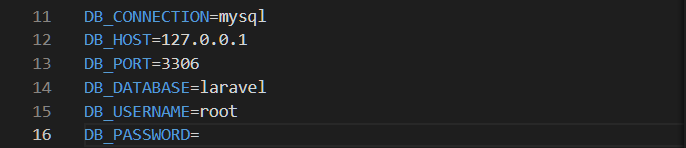 11 DB_CONNECTION=mysql
12 DB_HOST=127.0.0.1
13 DB_PORT=3306
14 DB_DATABASE=laravel
15 DB_USERNAME=root
16 DB_PASSWORD=